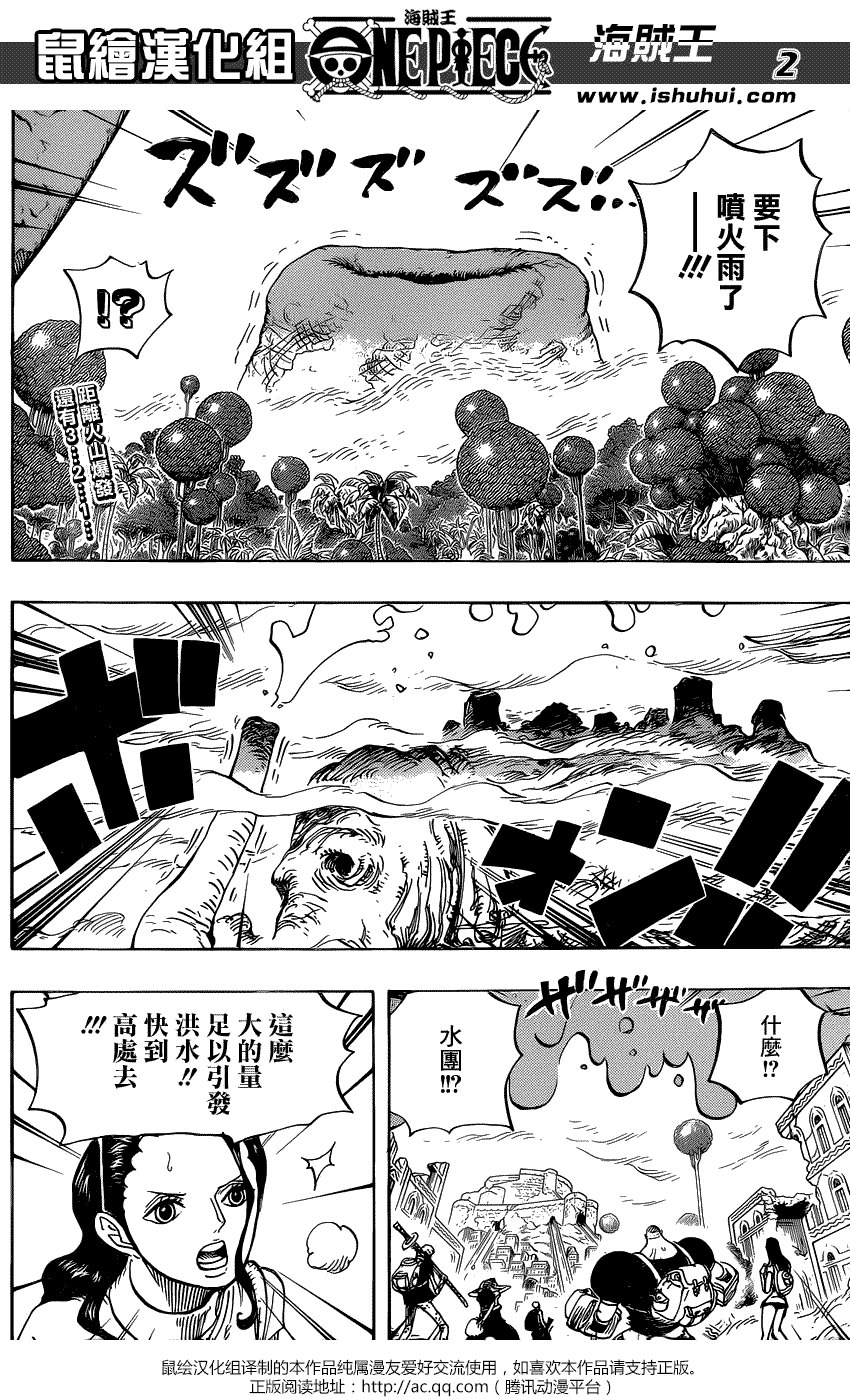 鼠繪漢化組
海賊王
ONE PIECE
海賊王
2
www.ishuhui.com
ズズズズズ…
要下
噴火雨了
——!!!
!?
距離火山爆發
還有3…2…1…
ズオォン!!
ザザザザ
什麼!?
水團!!?
這麼
大的量
足以引發
洪水!!
快到
高處去
!!!
鼠绘汉化组译制的本作品纯属漫友爱好交流使用，如喜欢本作品请支持正版。
正版阅读地址：http://ac.qq.com（腾讯动漫平台）